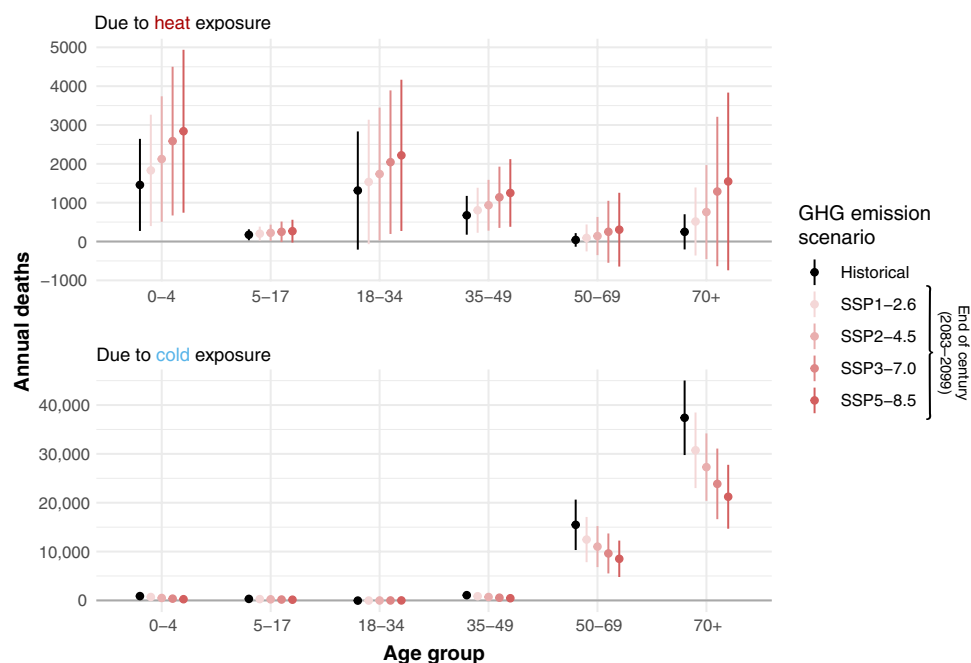 Due to heat exposure
5000
4000
3000
2000
1000
0
−1000
0−4
5−17
18−34
35−49
50−69
70+
Due to cold exposure
40,000
30,000
20,000
10,000
0
0−4
5−17
18−34
35−49
50−69
70+
Age group
Annual deaths
GHG emission
scenario
Historical
SSP1−2.6
SSP2−4.5
SSP3−7.0
SSP5−8.5
End of century
(2083−2099)